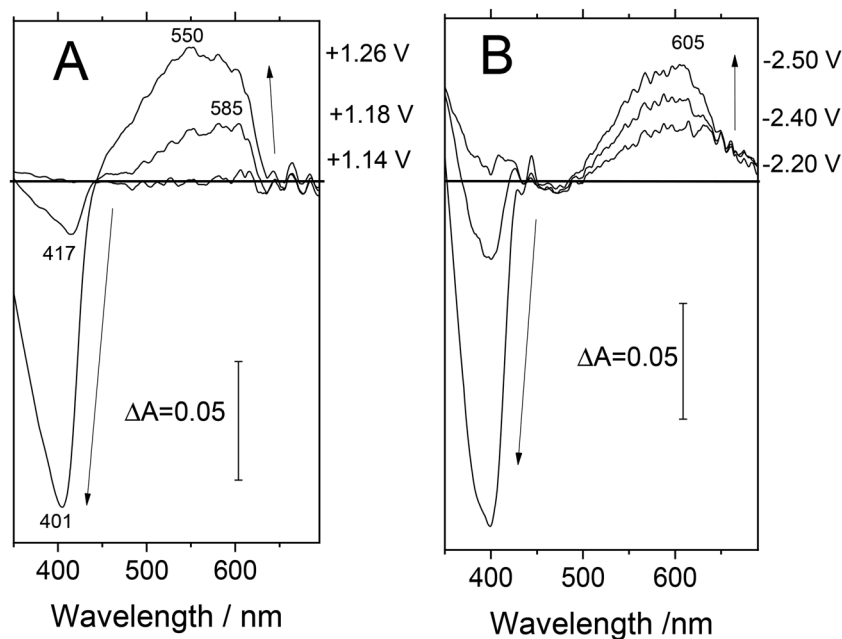 A
550
585
417
401
+1.26 V
+1.18 V
+1.14 V
ΔA=0.05
400 500 600
Wavelength / nm
B
605
-2.50 V
-2.40 V
-2.20 V
ΔA=0.05
400 500 600
Wavelength /nm